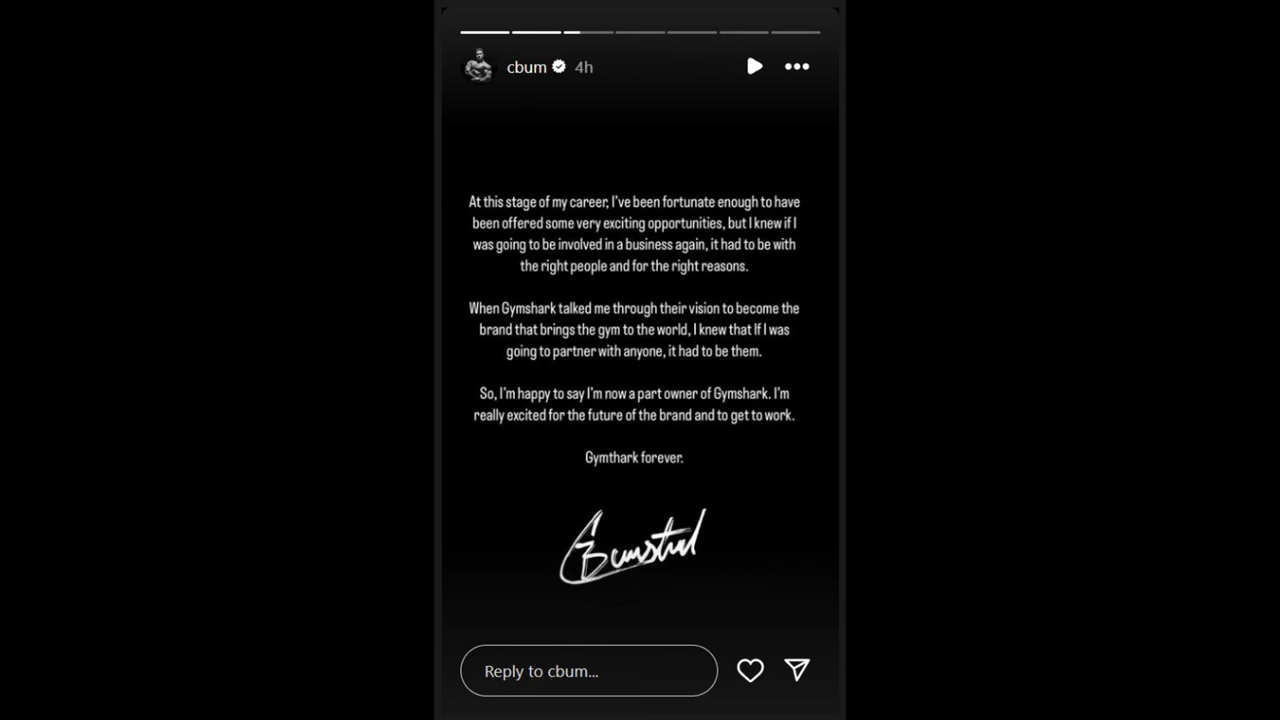 cbum 4h
At this stage of my career, I've been fortunate enough to have
been offered some very exciting opportunities, but I knew if I
was going to be involved in a business again, it had to be with
the right people and for the right reasons.
When Gymshark talked me through their vision to become the
brand that brings the gym to the world, I knew that If I was
going to partner with anyone, it had to be them.
So, I'm happy to say I'm now a part owner of Gymshark. I'm
really excited for the future of the brand and to get to work.
Gymthark forever.
CBumstead
Reply to cbum...